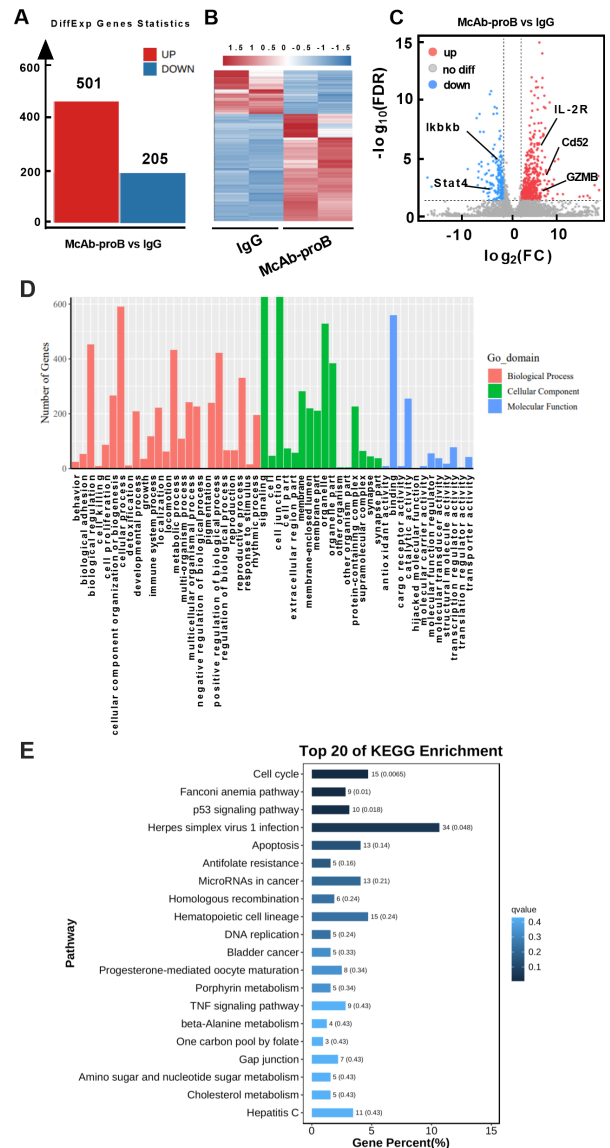 A
DiffExp Genes Statistics
UP
DOWN
600
400
200
0
501
205
McAb-proB vs IgG
B
1.5 1 0.5 0 -0.5 -1 -1.5
IgG
McAb-proB
C
McAb-proB vs IgG
-log10(FDR)
15
10
5
0
up
no diff
down
IL-2R
Ikbkb
Cd52
GZMB
Stat4
-10 0 10
log2(FC)
D
Number of Genes
600
400
200
0
Go_domain
Biological Process
Cellular Component
Molecular Function
behavior
biological adhesion
biological regulation
cell killing
cell proliferation
cellular component organization or biogenesis
cellular process
detoxification
developmental process
growth
immune system process
localization
locomotion
metabolic process
multi-organism process
multicellular organismal process
negative regulation of biological process
pigmentation
positive regulation of biological process
regulation of biological process
reproduction
reproductive process
response to stimulus
rhythmic process
signaling
cell
cell junction
cell part
extracellular region part
membrane
membrane-enclosed lumen
membrane part
organelle
organelle part
other organism
other organism part
protein-containing complex
supramolecular complex
synapse
synapse part
antioxidant activity
binding
cargo receptor activity
catalytic activity
hijacked molecular function
molecular carrier activity
molecular function regulator
molecular transducer activity
structural molecule activity
transcription regulator activity
translation regulator activity
transporter activity
E
Top 20 of KEGG Enrichment
Pathway
Cell cycle 15 (0.0065)
Fanconi anemia pathway 9 (0.01)
p53 signaling pathway 10 (0.018)
Herpes simplex virus 1 infection 34 (0.048)
Apoptosis 13 (0.14)
Antifolate resistance 5 (0.16)
MicroRNAs in cancer 13 (0.21)
Homologous recombination 6 (0.24)
Hematopoietic cell lineage 15 (0.24)
DNA replication 5 (0.24)
Bladder cancer 5 (0.33)
Progesterone-mediated oocyte maturation 8 (0.34)
Porphyrin metabolism 5 (0.34)
TNF signaling pathway 9 (0.43)
beta-Alanine metabolism 4 (0.43)
One carbon pool by folate 3 (0.43)
Gap junction 7 (0.43)
Amino sugar and nucleotide sugar metabolism 5 (0.43)
Cholesterol metabolism 5 (0.43)
Hepatitis C 11 (0.43)
0 5 10 15
Gene Percent(%)
qvalue
0.4
0.3
0.2
0.1